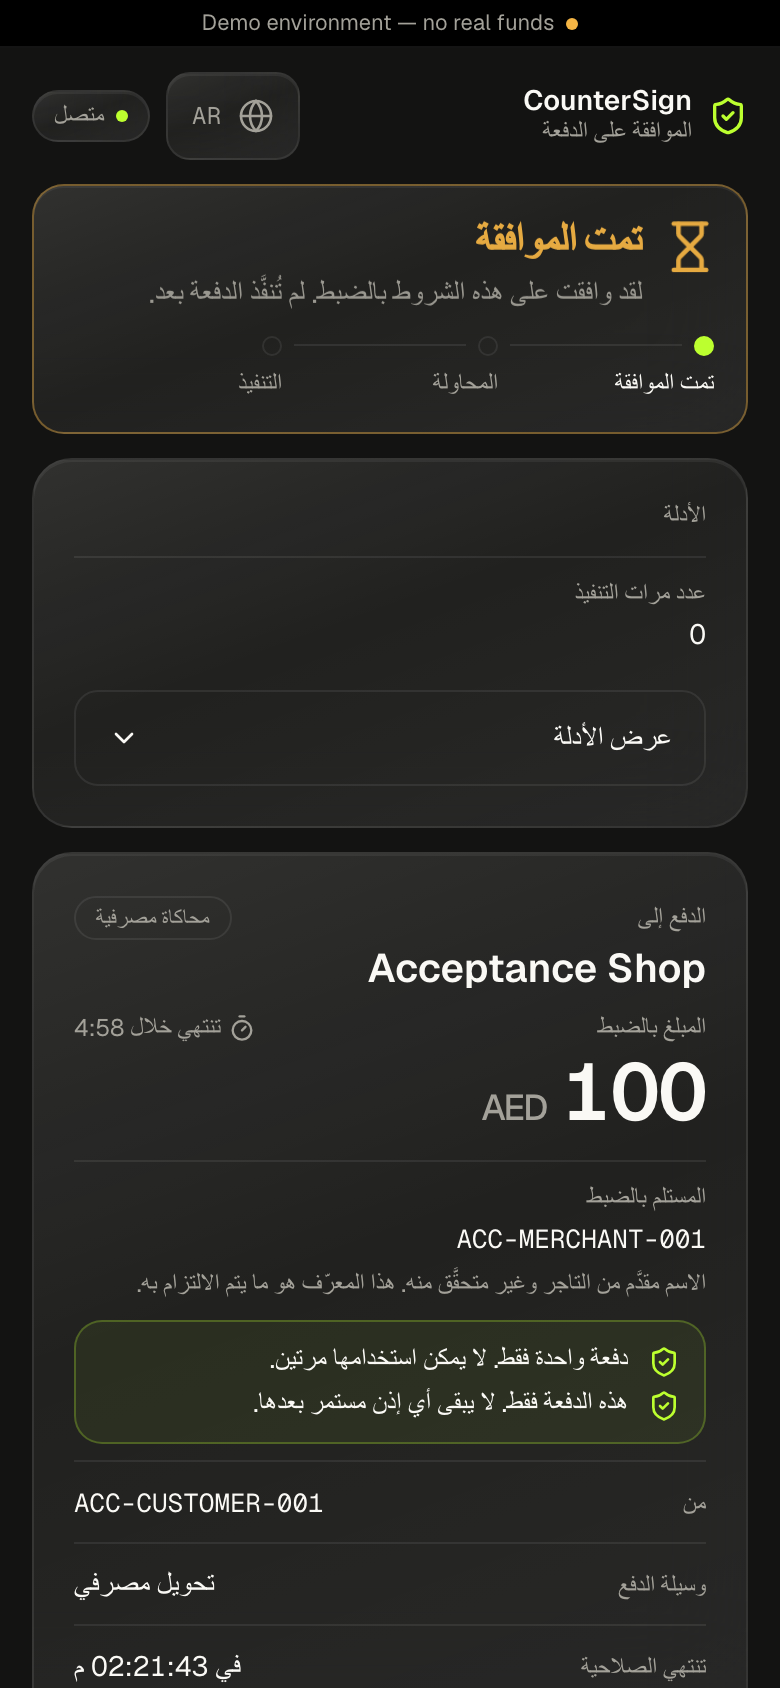 Demo environment — no real funds
CounterSign
الموافقة على الدفعة
AR
متصل
تمت الموافقة
لقد وافقت على هذه الشروط بالضبط. لم تُنفَّذ الدفعة بعد.
تمت الموافقة
المحاولة
التنفيذ
الأدلة
عدد مرات التنفيذ
0
عرض الأدلة
الدفع إلى
محاكاة مصرفية
Acceptance Shop
المبلغ بالضبط
تنتهي خلال 4:58
100 AED
المستلم بالضبط
ACC-MERCHANT-001
الاسم مقدَّم من التاجر وغير متحقَّق منه. هذا المعرّف هو ما يتم الالتزام به.
دفعة واحدة فقط. لا يمكن استخدامها مرتين.
هذه الدفعة فقط. لا يبقى أي إذن مستمر بعدها.
من
ACC-CUSTOMER-001
وسيلة الدفع
تحويل مصرفي
تنتهي الصلاحية
في 02:21:43 م